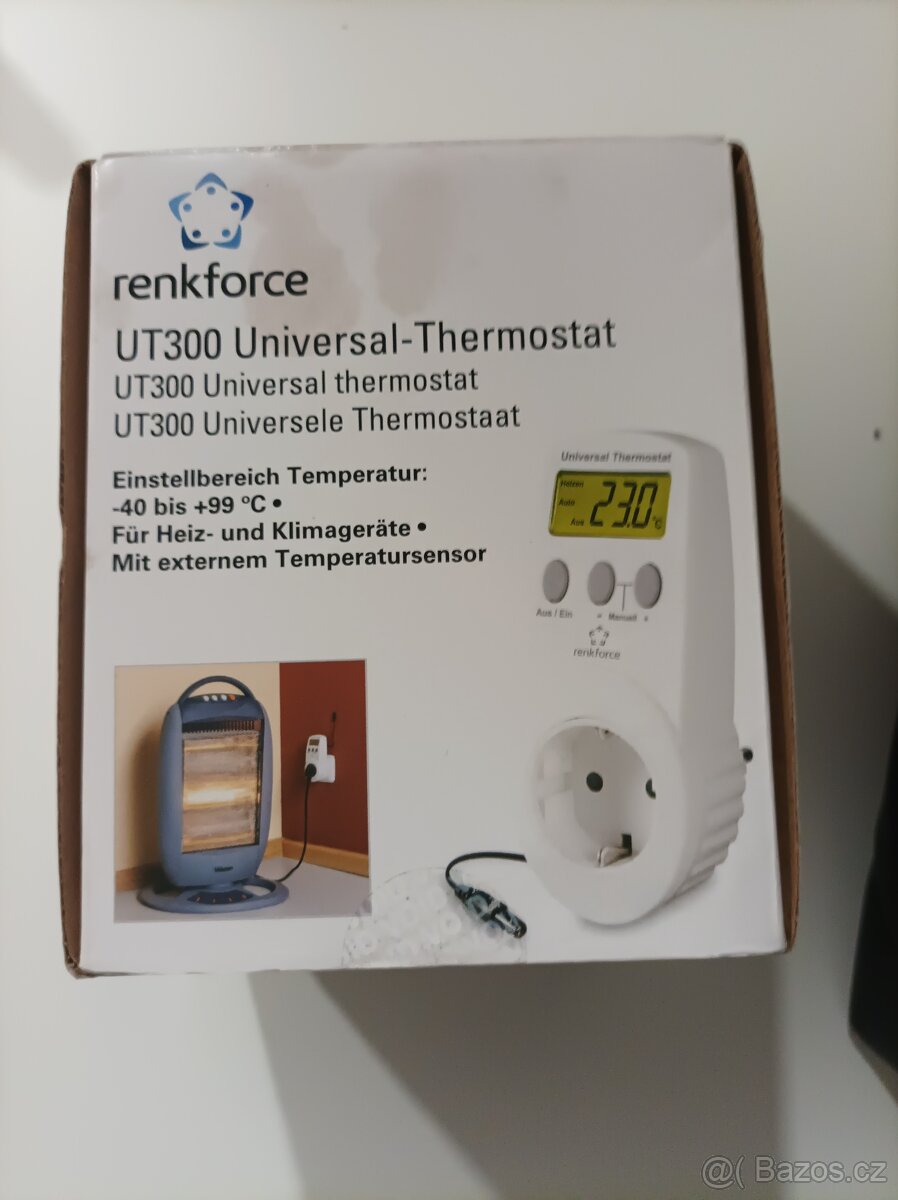 renkforce
UT300 Universal-Thermostat
UT300 Universal thermostat
UT300 Universele Thermostaat
Einstellbereich Temperatur:
-40 bis +99 °C •
Für Heiz- und Klimageräte •
Mit externem Temperatursensor
Universal Thermostat
Heizen
Auto
Aus 23.0 °C
Aus / Ein - Manuell +
renkforce
@( Bazos.cz